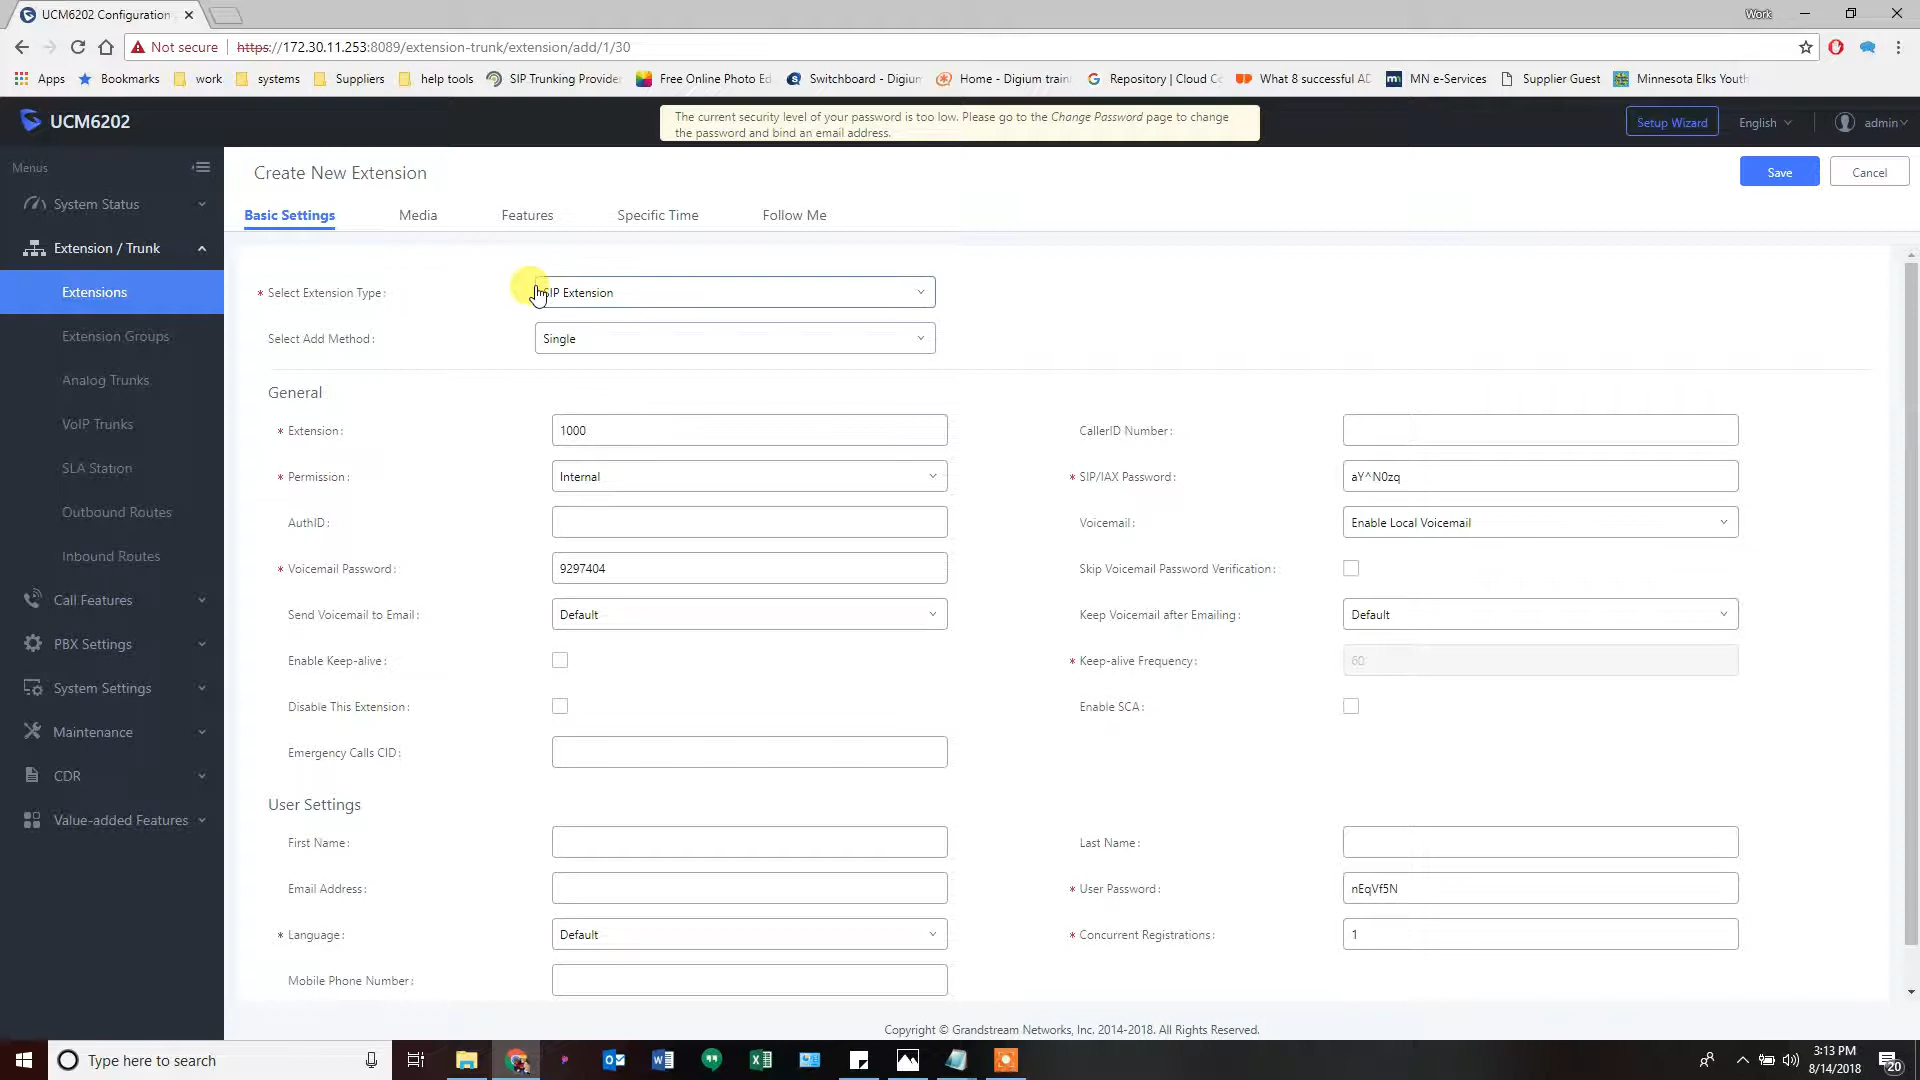 UCM6202 Configuration
Work
Not secure https://172.30.11.253:8089/extension-trunk/extension/add/1/30
Apps Bookmarks work systems Suppliers help tools SIP Trunking Provide Free Online Photo Ed Switchboard - Digiun Home - Digium train Repository | Cloud Cc What 8 successful AD MN e-Services Supplier Guest Minnesota Elks Youth
UCM6202
The current security level of your password is too low. Please go to the Change Password page to change
the password and bind an email address.
Setup Wizard English admin
Menus
Create New Extension
Save Cancel
System Status
Basic Settings Media Features Specific Time Follow Me
Extension / Trunk
Extensions
Extension Groups
Analog Trunks
VoIP Trunks
SLA Station
Outbound Routes
Inbound Routes
Call Features
PBX Settings
System Settings
Maintenance
CDR
Value-added Features
* Select Extension Type: SIP Extension
Select Add Method: Single
General
* Extension: 1000
CallerID Number:
* Permission: Internal
* SIP/IAX Password: aY^N0zq
AuthID:
Voicemail: Enable Local Voicemail
* Voicemail Password: 9297404
Skip Voicemail Password Verification:
Send Voicemail to Email: Default
Keep Voicemail after Emailing: Default
Enable Keep-alive:
* Keep-alive Frequency: 60
Disable This Extension:
Enable SCA:
Emergency Calls CID:
User Settings
First Name:
Last Name:
Email Address:
* User Password: nEqVf5N
* Language: Default
* Concurrent Registrations: 1
Mobile Phone Number:
Copyright © Grandstream Networks, Inc. 2014-2018. All Rights Reserved.
Type here to search
3:13 PM
8/14/2018
20